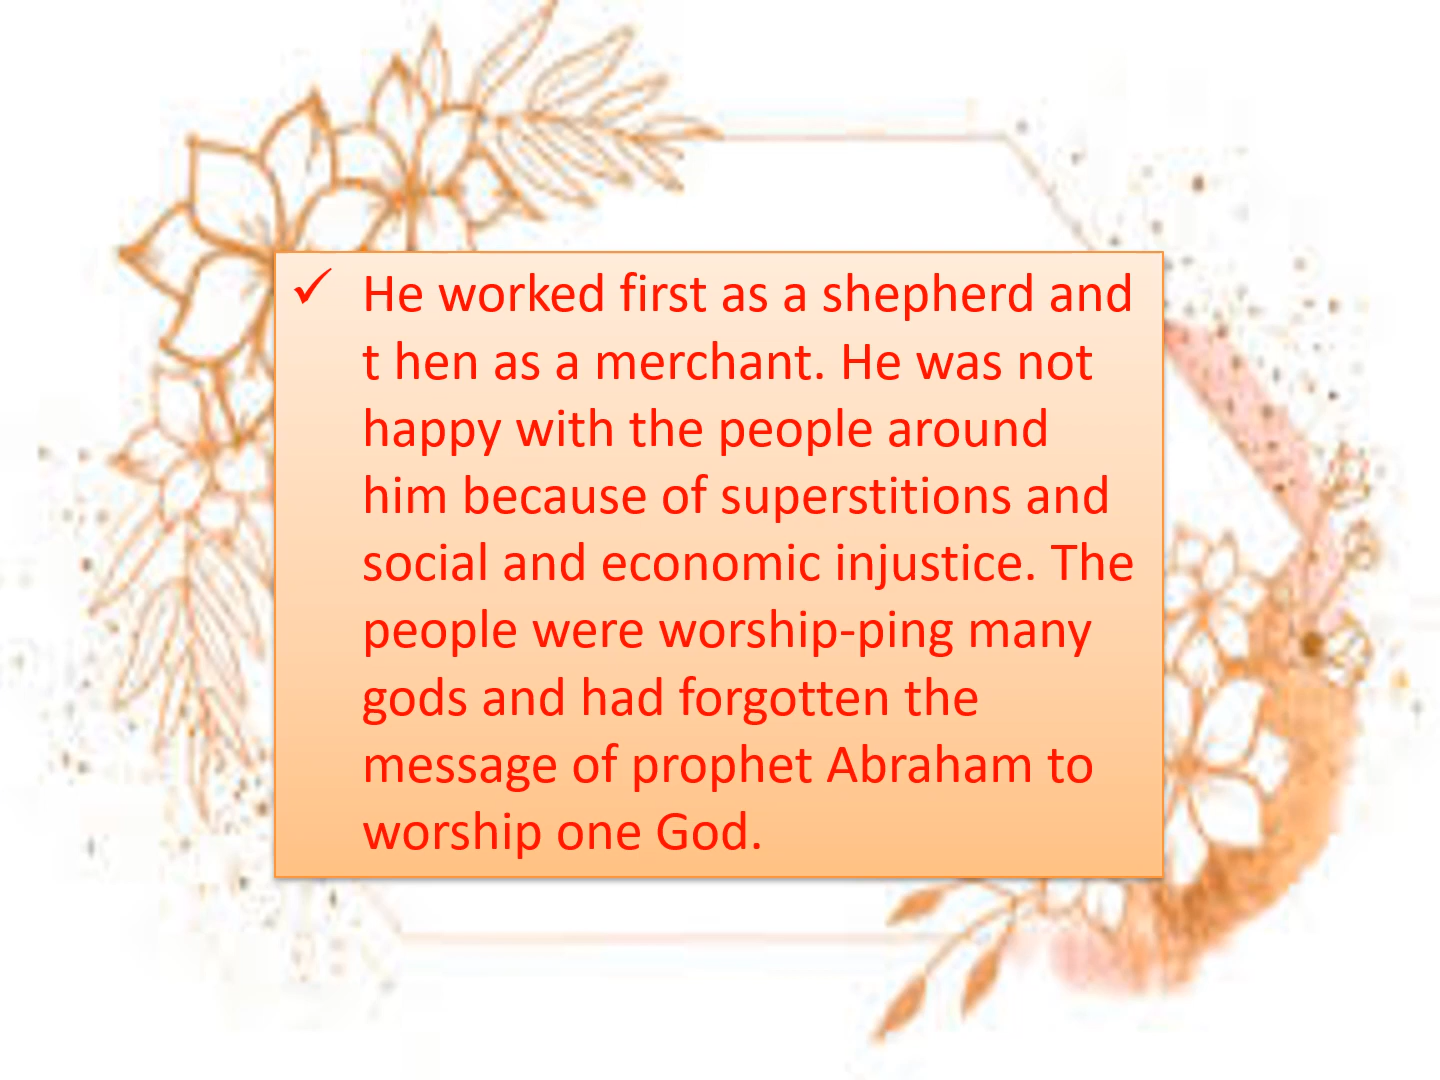 ✓ He worked first as a shepherd and
t hen as a merchant. He was not
happy with the people around
him because of superstitions and
social and economic injustice. The
people were worship-ping many
gods and had forgotten the
message of prophet Abraham to
worship one God.